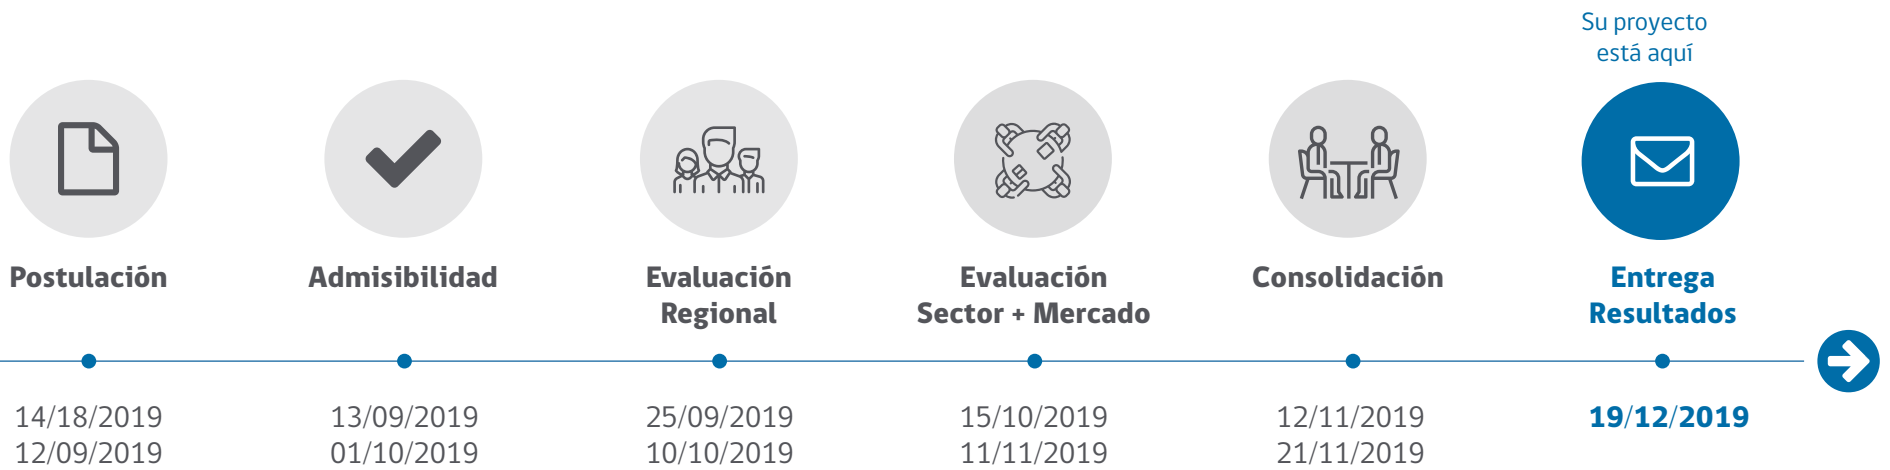 Su proyecto
está aquí
Postulación
Admisibilidad
Evaluación
Regional
Evaluación
Sector + Mercado
Consolidación
Entrega
Resultados
14/18/2019
12/09/2019
13/09/2019
01/10/2019
25/09/2019
10/10/2019
15/10/2019
11/11/2019
12/11/2019
21/11/2019
19/12/2019